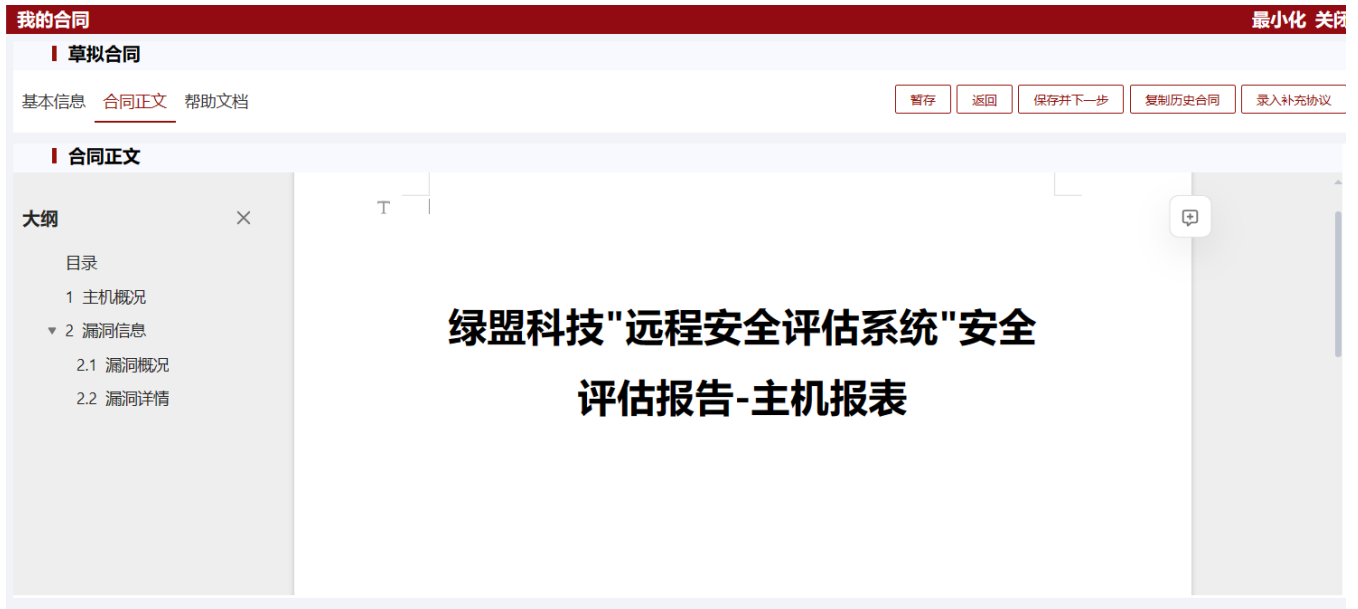 我的合同 最小化 关闭
草拟合同
基本信息 合同正文 帮助文档 暂存 返回 保存并下一步 复制历史合同 录入补充协议
合同正文
大纲
目录
1 主机概况
2 漏洞信息
2.1 漏洞概况
2.2 漏洞详情
绿盟科技"远程安全评估系统"安全
评估报告-主机报表